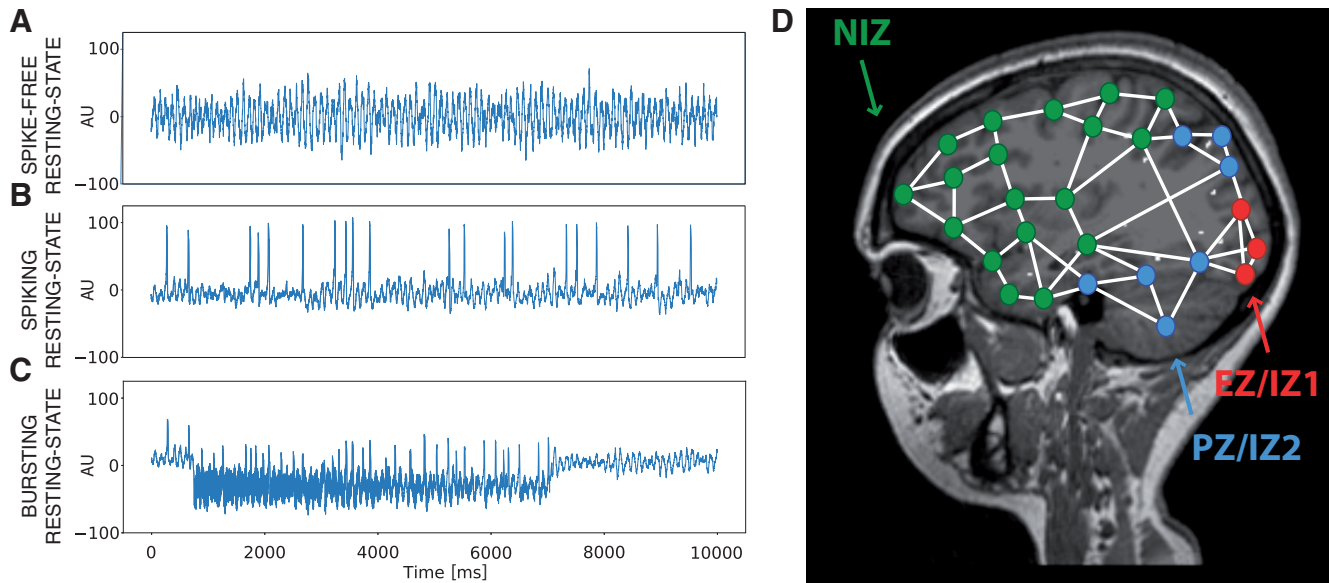 A
SPIKE-FREE
RESTING-STATE
AU
100
0
−100
B
SPIKING
RESTING-STATE
AU
100
0
−100
C
BURSTING
RESTING-STATE
AU
100
0
−100
0 2000 4000 6000 8000 10000
Time [ms]
D
NIZ
EZ/IZ1
PZ/IZ2